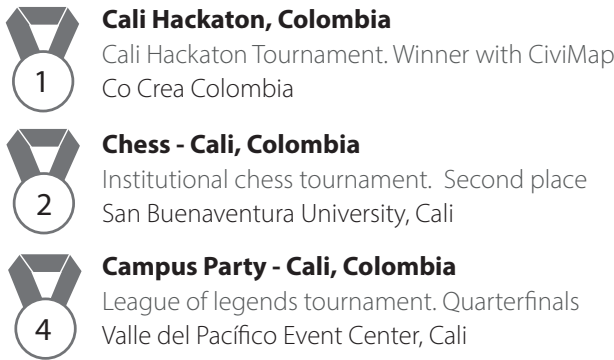 Cali Hackaton, Colombia
Cali Hackaton Tournament. Winner with CiviMap
1
Co Crea Colombia
Chess - Cali, Colombia
Institutional chess tournament.  Second place
2
San Buenaventura University, Cali
Campus Party - Cali, Colombia
League of legends tournament. Quarterfinals
4
Valle del Pacífico Event Center, Cali